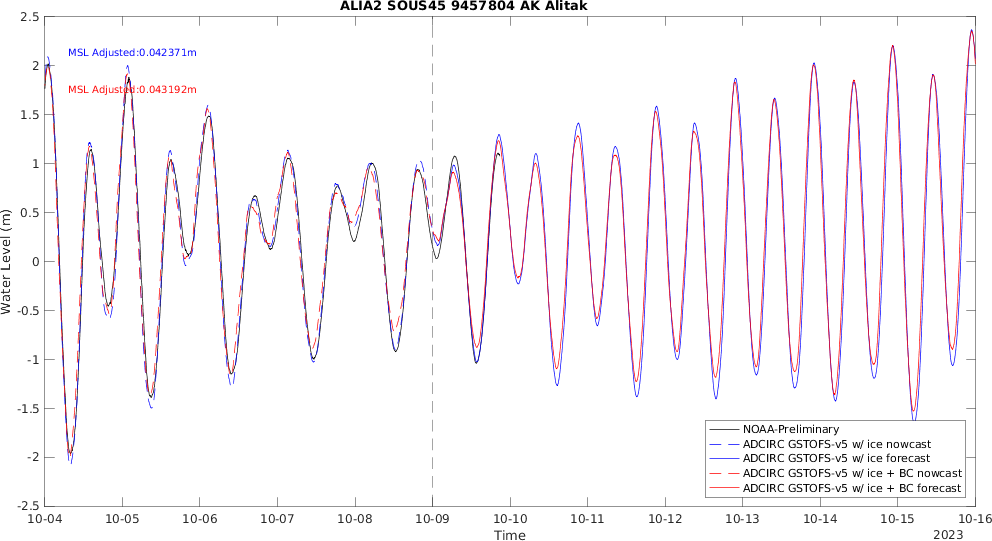 ALIA2 SOUS45 9457804 AK Alitak
MSL Adjusted:0.042371m
MSL Adjusted:0.043192m
Water Level (m)
2.5
2
1.5
1
0.5
0
-0.5
-1
-1.5
-2
-2.5
NOAA-Preliminary
ADCIRC GSTOFS-v5 w/ ice nowcast
ADCIRC GSTOFS-v5 w/ ice forecast
ADCIRC GSTOFS-v5 w/ ice + BC nowcast
ADCIRC GSTOFS-v5 w/ ice + BC forecast
10-04 10-05 10-06 10-07 10-08 10-09 10-10 10-11 10-12 10-13 10-14 10-15 10-16
Time
2023